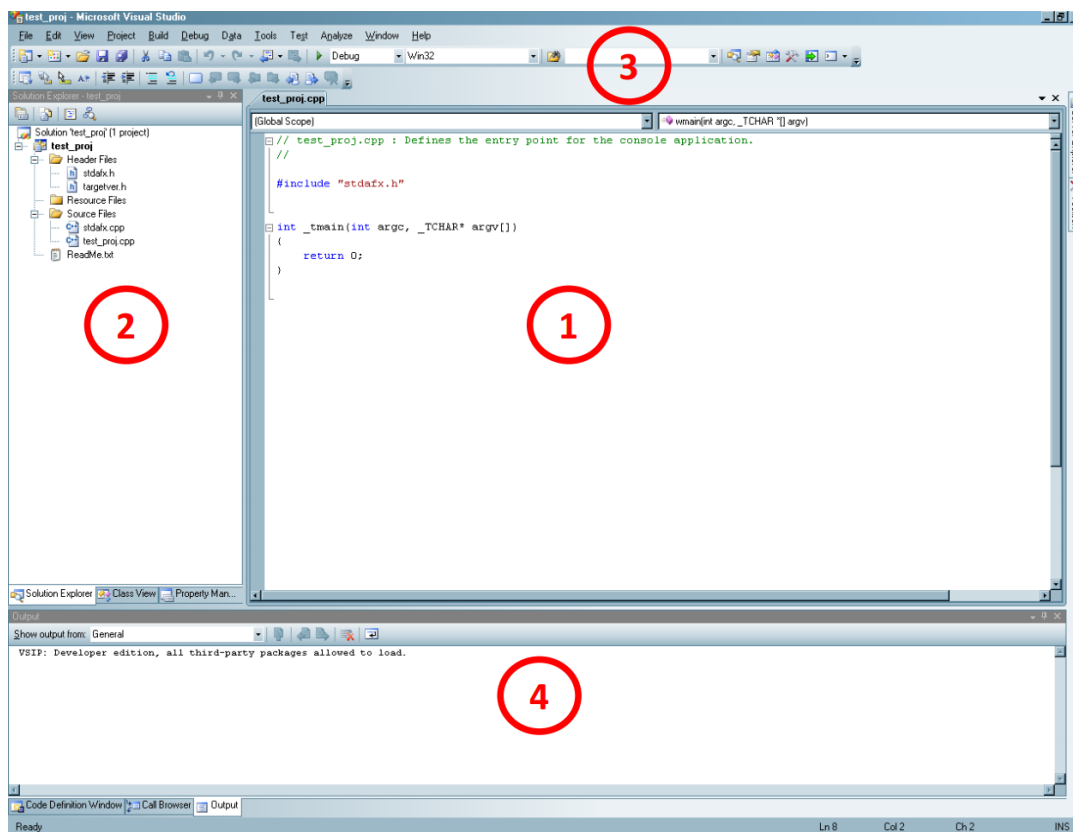 test_proj - Microsoft Visual Studio
File Edit View Project Build Debug Data Tools Test Analyze Window Help
Debug Win32
3
Solution Explorer - test_proj
test_proj.cpp
(Global Scope) wmain(int argc, _TCHAR *[] argv)
Solution 'test_proj' (1 project)
test_proj
Header Files
stdafx.h
targetver.h
Resource Files
Source Files
stdafx.cpp
test_proj.cpp
ReadMe.txt
2
// test_proj.cpp : Defines the entry point for the console application.
//
#include "stdafx.h"
int _tmain(int argc, _TCHAR* argv[])
{
return 0;
}
1
Solution Explorer Class View Property Man...
Output
Show output from: General
VSIP: Developer edition, all third-party packages allowed to load.
4
Code Definition Window Call Browser Output
Ready Ln 8 Col 2 Ch 2 INS